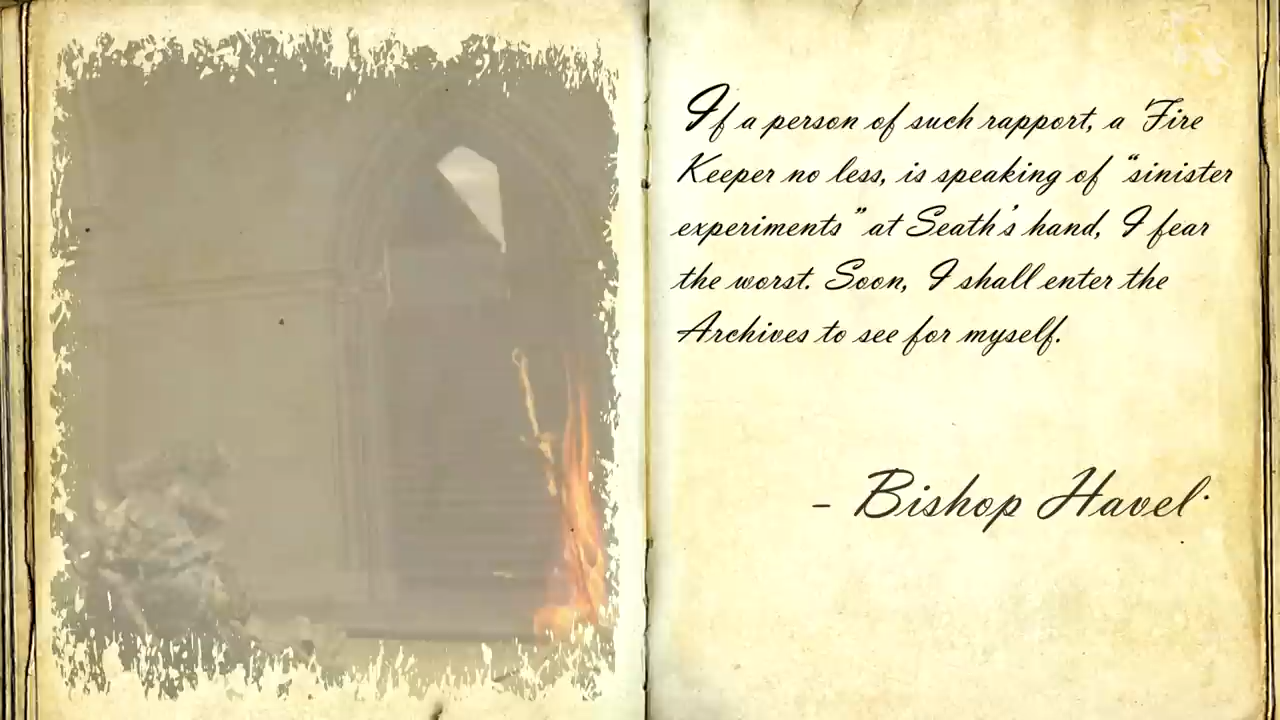 If a person of such rapport, a Fire
Keeper no less, is speaking of "sinister
experiments" at Seath's hand, I fear
the worst. Soon, I shall enter the
Archives to see for myself.
- Bishop Havel